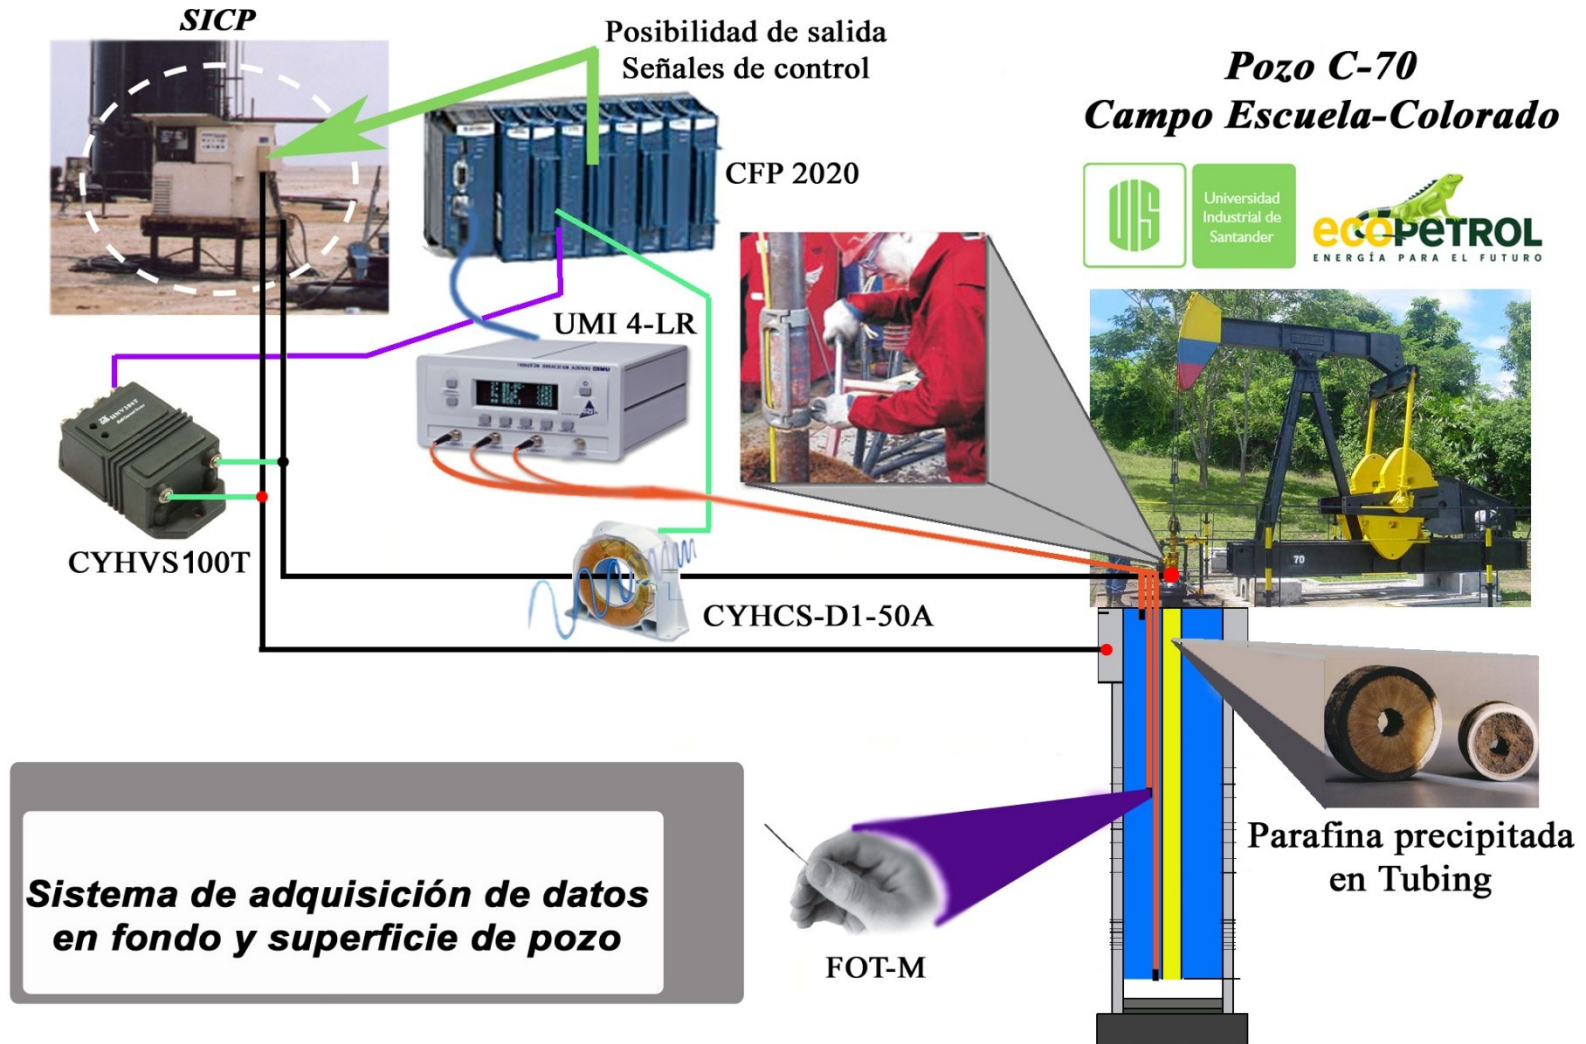 SICP
Posibilidad de salida
Señales de control
Pozo C-70
Campo Escuela-Colorado
CFP 2020
UIS
Universidad
Industrial de
Santander
ecopetrol
ENERGÍA PARA EL FUTURO
UMI 4-LR
70
CYHVS100T
CYHCS-D1-50A
Parafina precipitada
en Tubing
Sistema de adquisición de datos
en fondo y superficie de pozo
FOT-M